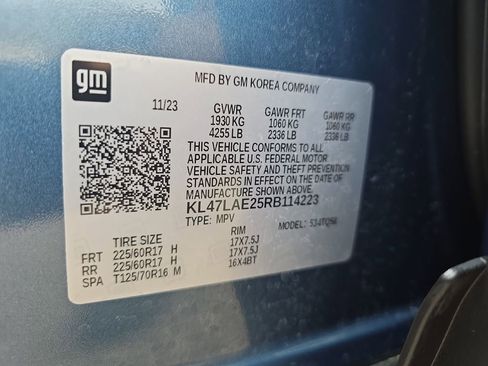 gm
MFD BY GM KOREA COMPANY
11/23 GVWR GAWR FRT GAWR RR
1930 KG 1060 KG 1060 KG
4255 LB 2336 LB 2336 LB
THIS VEHICLE CONFORMS TO ALL
APPLICABLE U.S. FEDERAL MOTOR
VEHICLE SAFETY AND THEFT PREVENTION
STANDARDS IN EFFECT ON THE DATE OF
MANUFACTURE SHOWN ABOVE.
KL47LAE25RB114223
TYPE: MPV MODEL:
TIRE SIZE RIM
FRT 225/60R17 H 17X7.5J
RR 225/60R17 H 17X7.5J
SPA T125/70R16 M 16X4BT